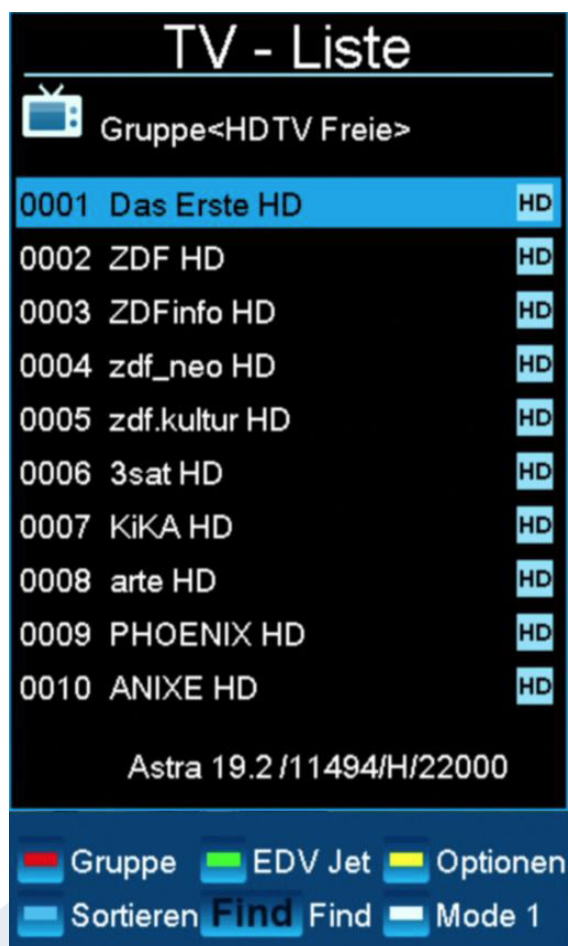 TV - Liste
Gruppe<HDTV Freie>
0001 Das Erste HD HD
0002 ZDF HD HD
0003 ZDFinfo HD HD
0004 zdf_neo HD HD
0005 zdf.kultur HD HD
0006 3sat HD HD
0007 KiKA HD HD
0008 arte HD HD
0009 PHOENIX HD HD
0010 ANIXE HD HD
Astra 19.2/11494/H/22000
Gruppe EDV Jet Optionen
Sortieren Find Find Mode 1